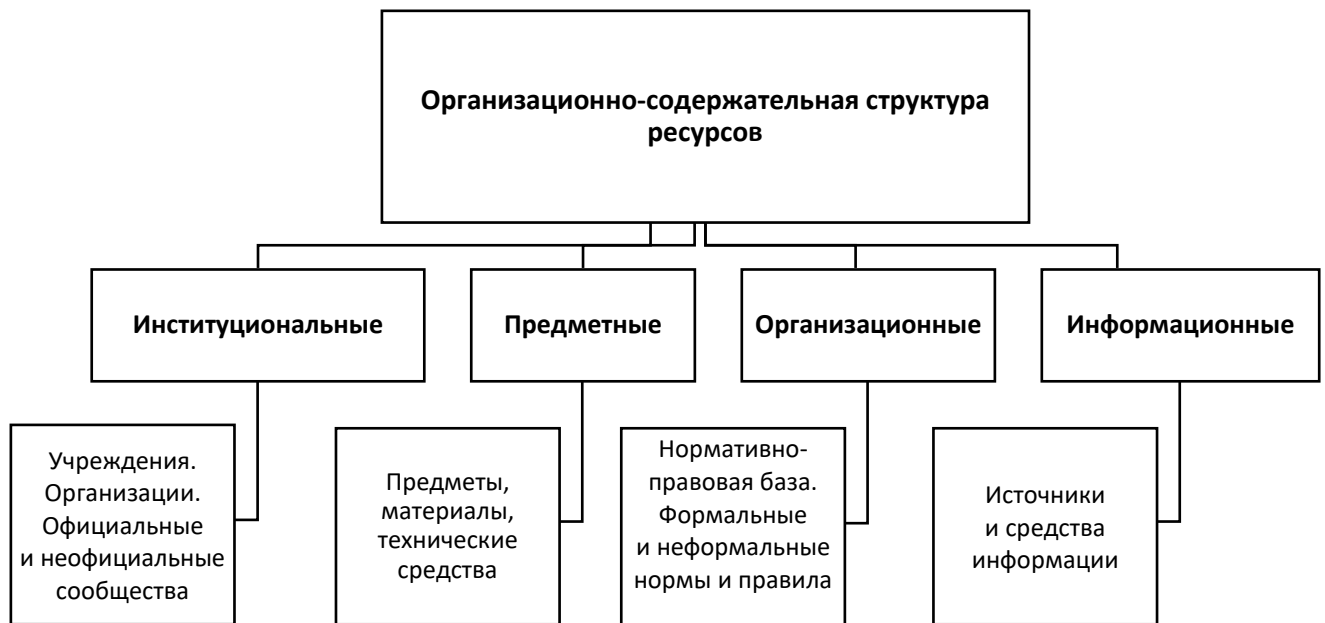 Организационно-содержательная структура
ресурсов
Институциональные
Предметные
Организационные
Информационные
Учреждения.
Организации.
Официальные
и неофициальные
сообщества
Предметы,
материалы,
технические
средства
Нормативно-
правовая база.
Формальные
и неформальные
нормы и правила
Источники
и средства
информации